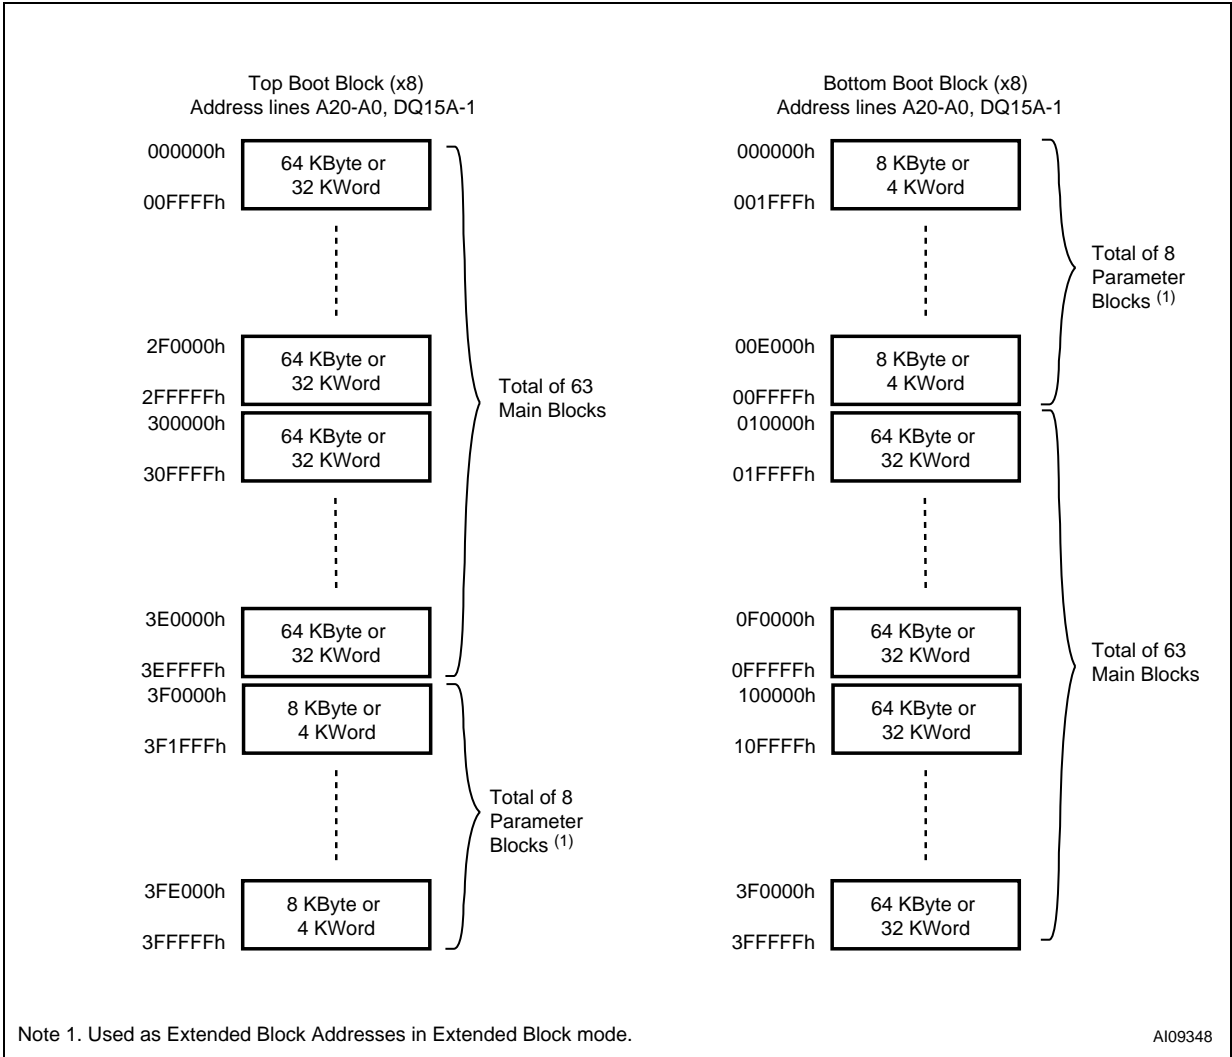 Top Boot Block (x8)
Address lines A20-A0, DQ15A-1
000000h
64 KByte or
32 KWord
00FFFFh
2F0000h
64 KByte or
32 KWord
2FFFFFh
300000h
64 KByte or
32 KWord
30FFFFh
Total of 63
Main Blocks
3E0000h
64 KByte or
32 KWord
3EFFFFh
3F0000h
8 KByte or
4 KWord
3F1FFFh
Total of 8
Parameter
Blocks (1)
3FE000h
8 KByte or
4 KWord
3FFFFFh
Bottom Boot Block (x8)
Address lines A20-A0, DQ15A-1
000000h
8 KByte or
4 KWord
001FFFh
Total of 8
Parameter
Blocks (1)
00E000h
8 KByte or
4 KWord
00FFFFh
010000h
64 KByte or
32 KWord
01FFFFh
0F0000h
64 KByte or
32 KWord
0FFFFFh
Total of 63
Main Blocks
100000h
64 KByte or
32 KWord
10FFFFh
3F0000h
64 KByte or
32 KWord
3FFFFFh
Note 1. Used as Extended Block Addresses in Extended Block mode.
AI09348